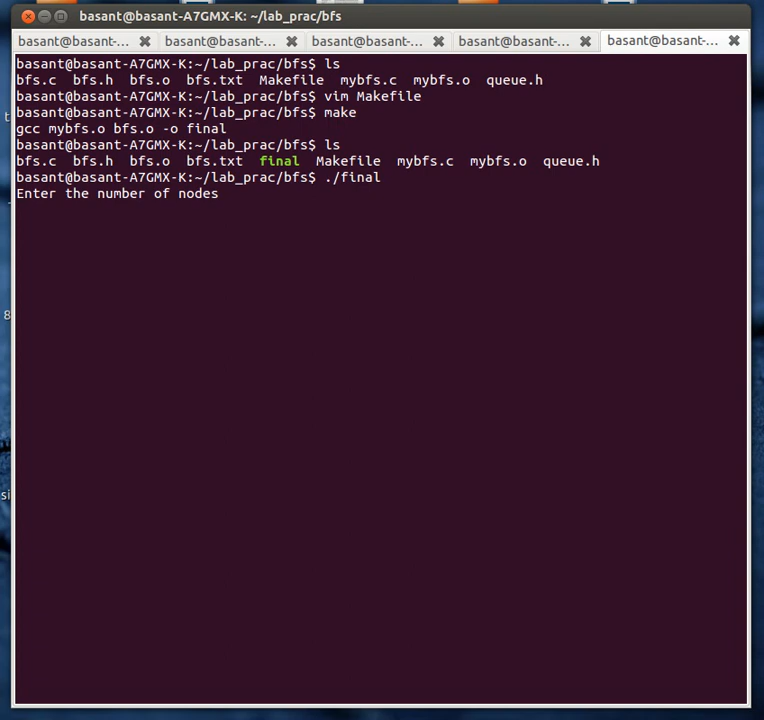 basant@basant-A7GMX-K: ~/lab_prac/bfs
basant@basant-... basant@basant-... basant@basant-... basant@basant-... basant@basant-...
basant@basant-A7GMX-K:~/lab_prac/bfs$ ls
bfs.c  bfs.h  bfs.o  bfs.txt  Makefile  mybfs.c  mybfs.o  queue.h
basant@basant-A7GMX-K:~/lab_prac/bfs$ vim Makefile
basant@basant-A7GMX-K:~/lab_prac/bfs$ make
gcc mybfs.o bfs.o -o final
basant@basant-A7GMX-K:~/lab_prac/bfs$ ls
bfs.c  bfs.h  bfs.o  bfs.txt  final  Makefile  mybfs.c  mybfs.o  queue.h
basant@basant-A7GMX-K:~/lab_prac/bfs$ ./final
Enter the number of nodes
t
8
si